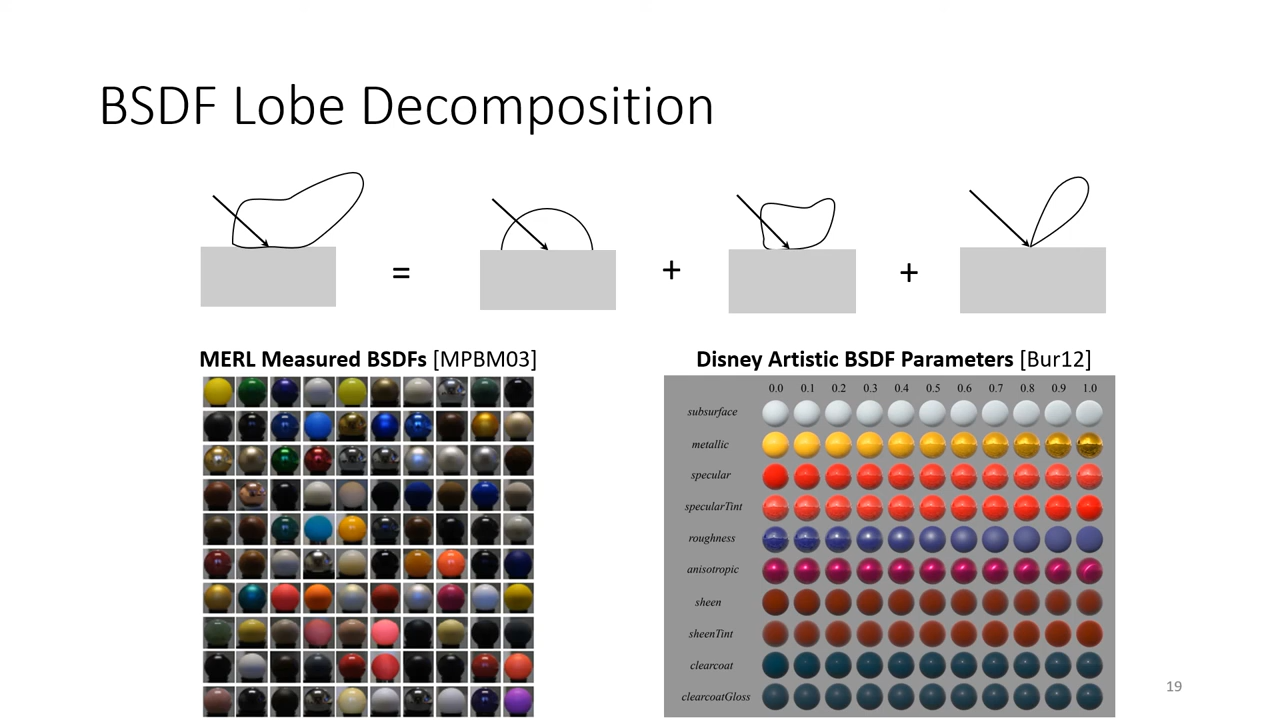 BSDF Lobe Decomposition
= + +
MERL Measured BSDFs [MPBM03]
Disney Artistic BSDF Parameters [Bur12]
0.0 0.1 0.2 0.3 0.4 0.5 0.6 0.7 0.8 0.9 1.0
subsurface
metallic
specular
specularTint
roughness
anisotropic
sheen
sheenTint
clearcoat
clearcoatGloss
19